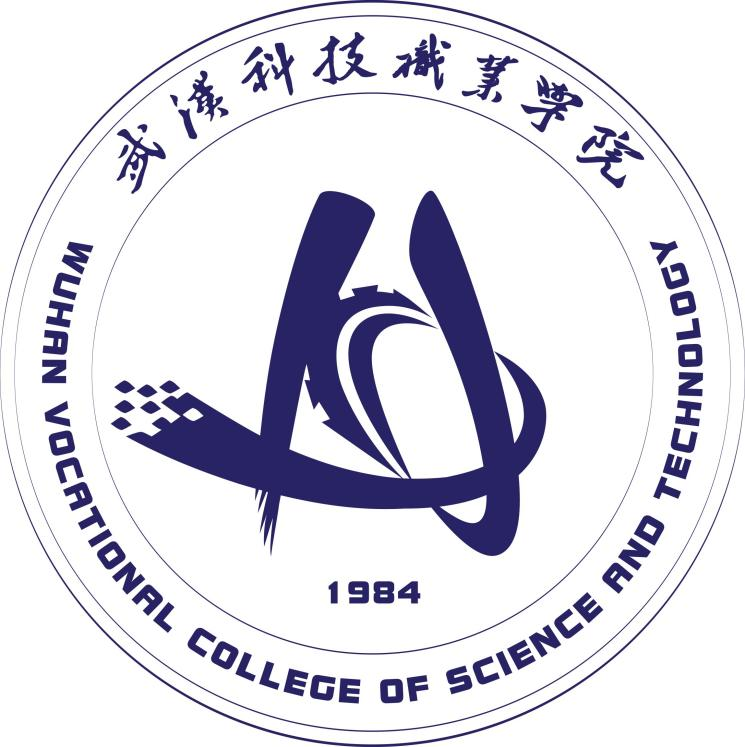 武漢科技職業學院
WUHAN VOCATIONAL COLLEGE OF SCIENCE AND TECHNOLOGY
1984